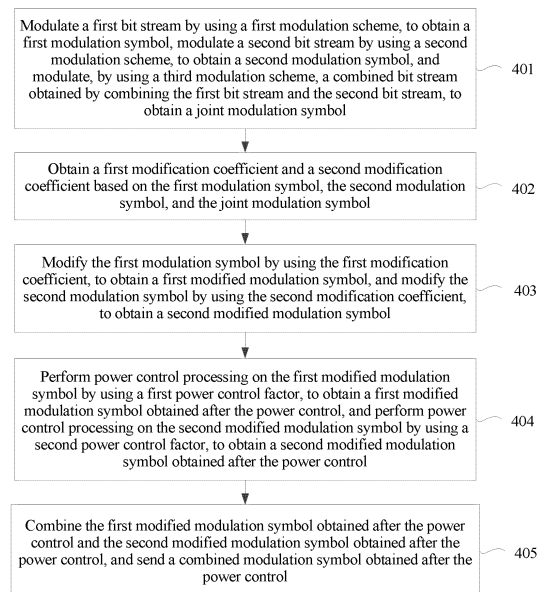 Modulate a first bit stream by using a first modulation scheme, to obtain a
first modulation symbol, modulate a second bit stream by using a second
modulation scheme, to obtain a second modulation symbol, and
modulate, by using a third modulation scheme, a combined bit stream
obtained by combining the first bit stream and the second bit stream, to
obtain a joint modulation symbol
401
Obtain a first modification coefficient and a second modification
coefficient based on the first modulation symbol, the second modulation
symbol, and the joint modulation symbol
402
Modify the first modulation symbol by using the first modification
coefficient, to obtain a first modified modulation symbol, and modify the
second modulation symbol by using the second modification coefficient,
to obtain a second modified modulation symbol
403
Perform power control processing on the first modified modulation
symbol by using a first power control factor, to obtain a first modified
modulation symbol obtained after the power control, and perform power
control processing on the second modified modulation symbol by using a
second power control factor, to obtain a second modified modulation
symbol obtained after the power control
404
Combine the first modified modulation symbol obtained after the power
control and the second modified modulation symbol obtained after the
power control, and send a combined modulation symbol obtained after the
power control
405